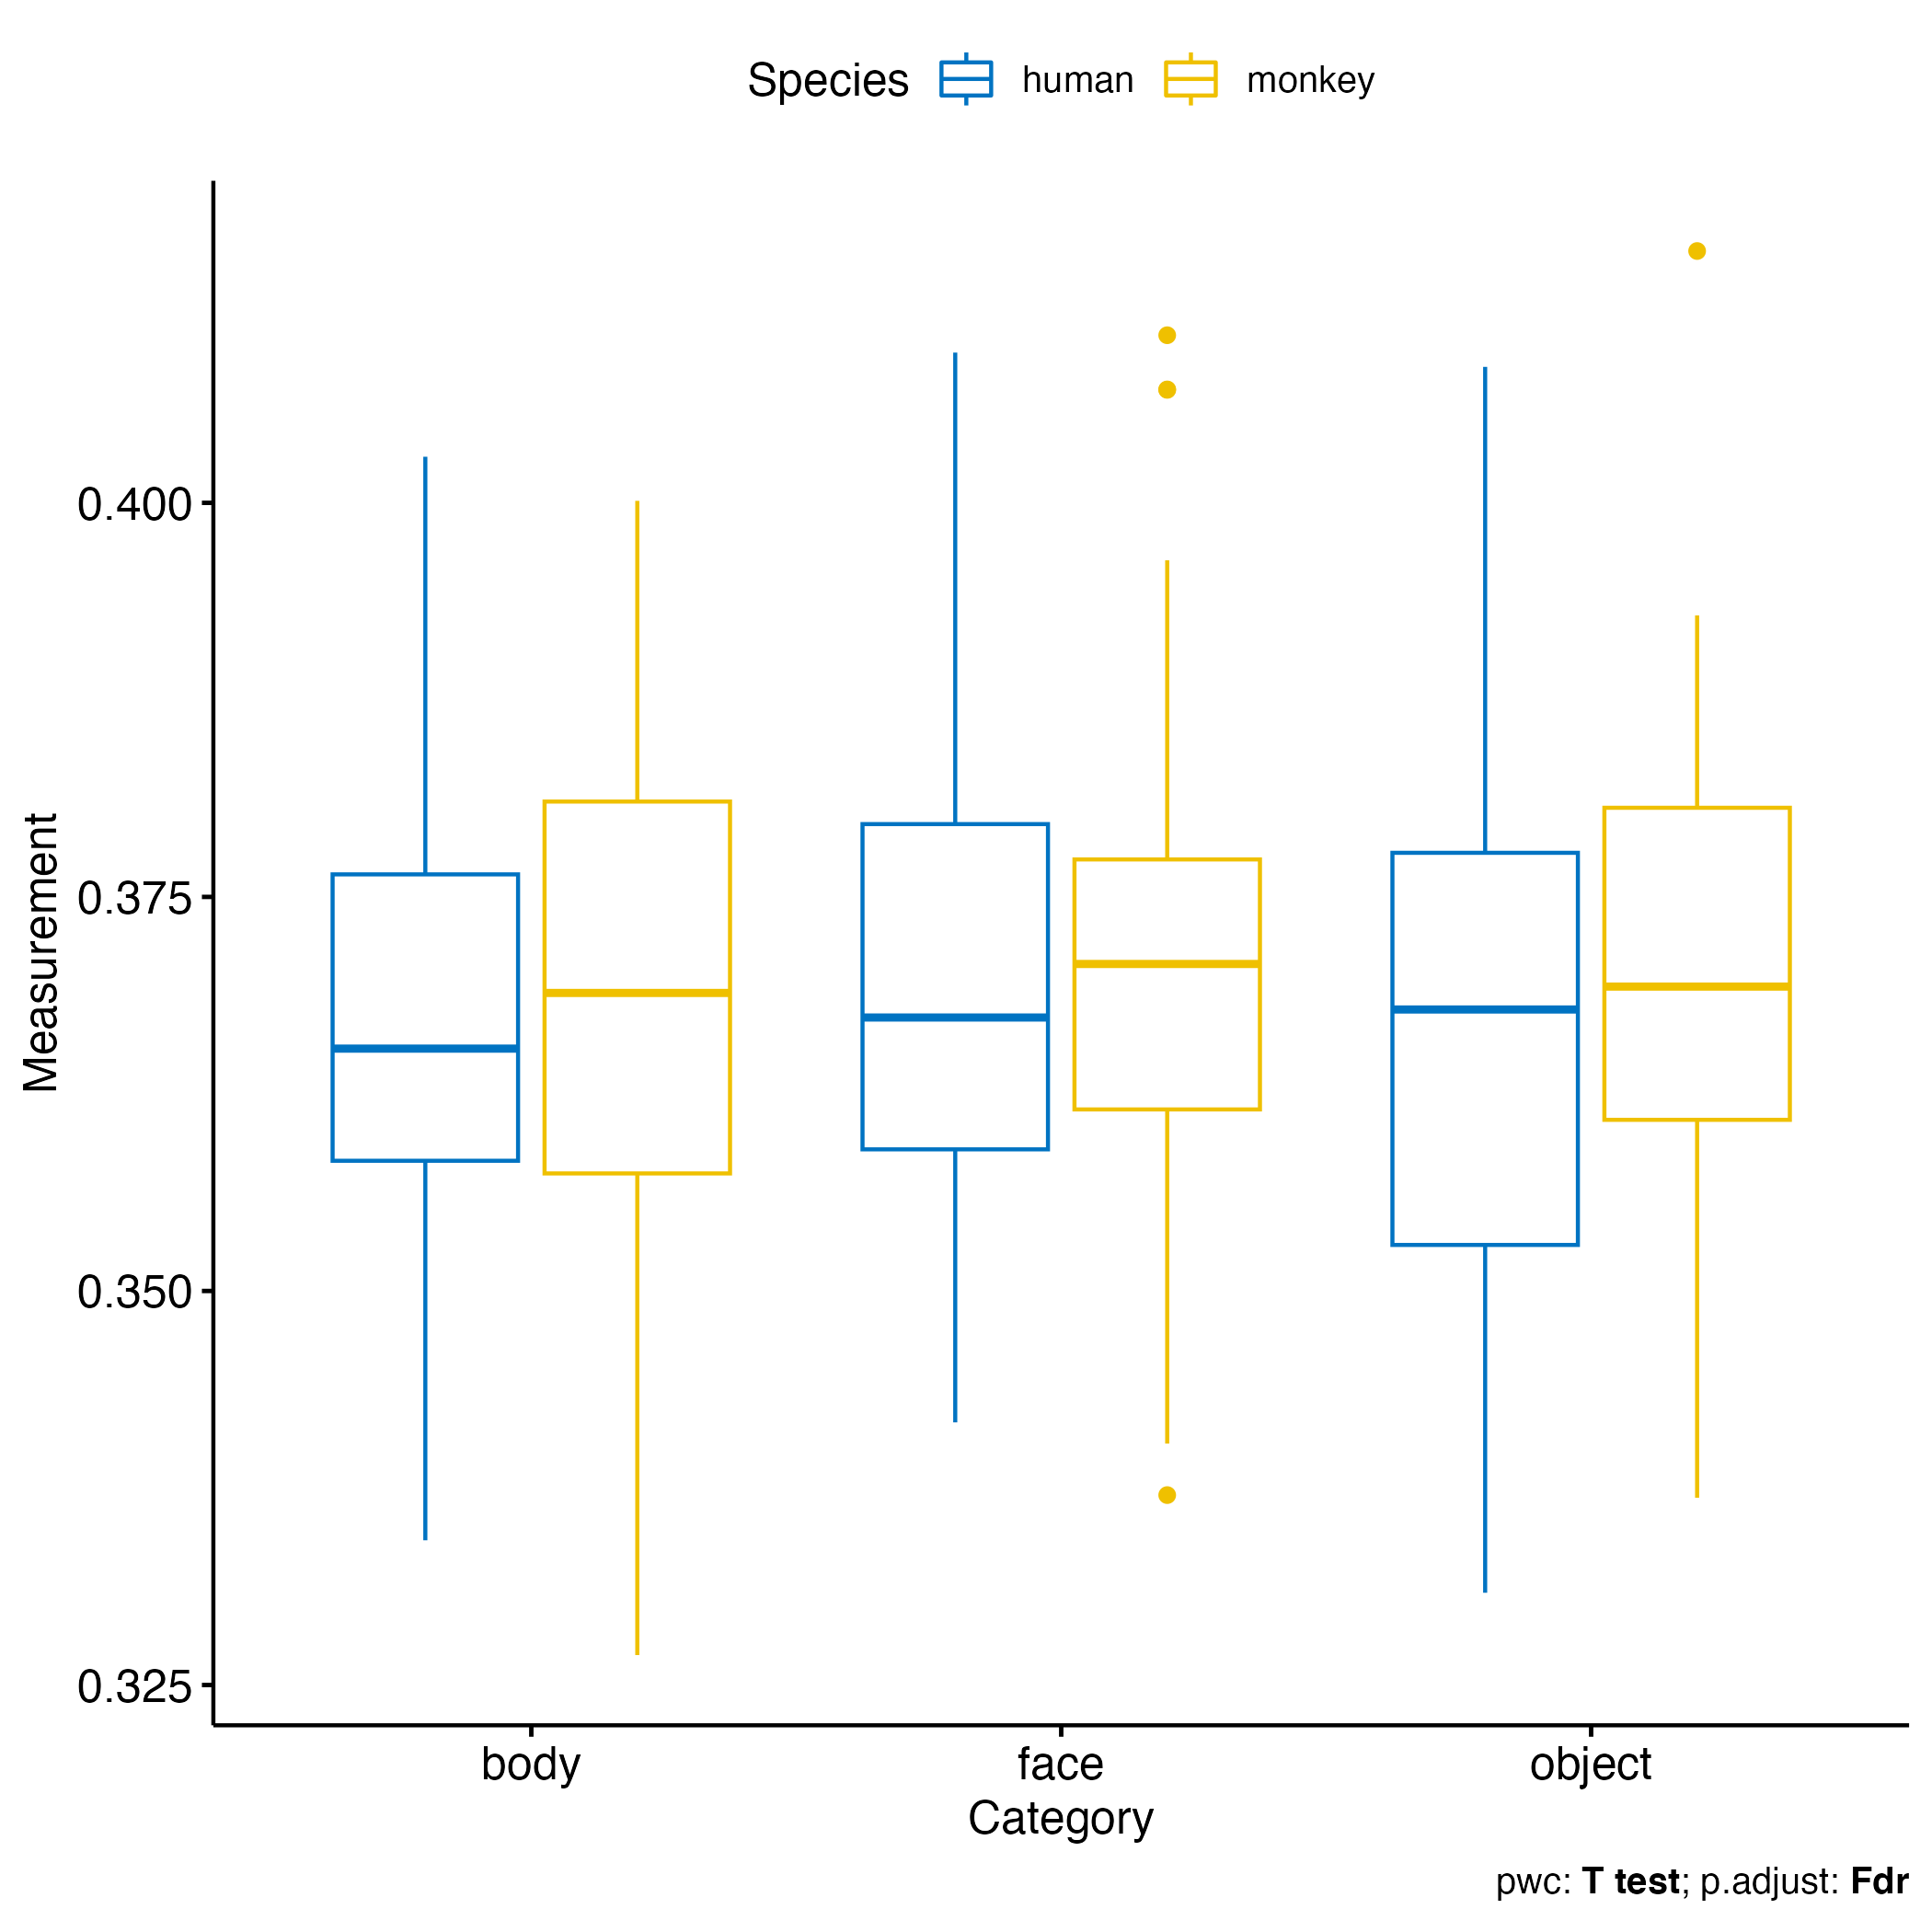 Species human monkey
Measurement
0.400
0.375
0.350
0.325
body face object
Category
pwc: T test; p.adjust: Fdr